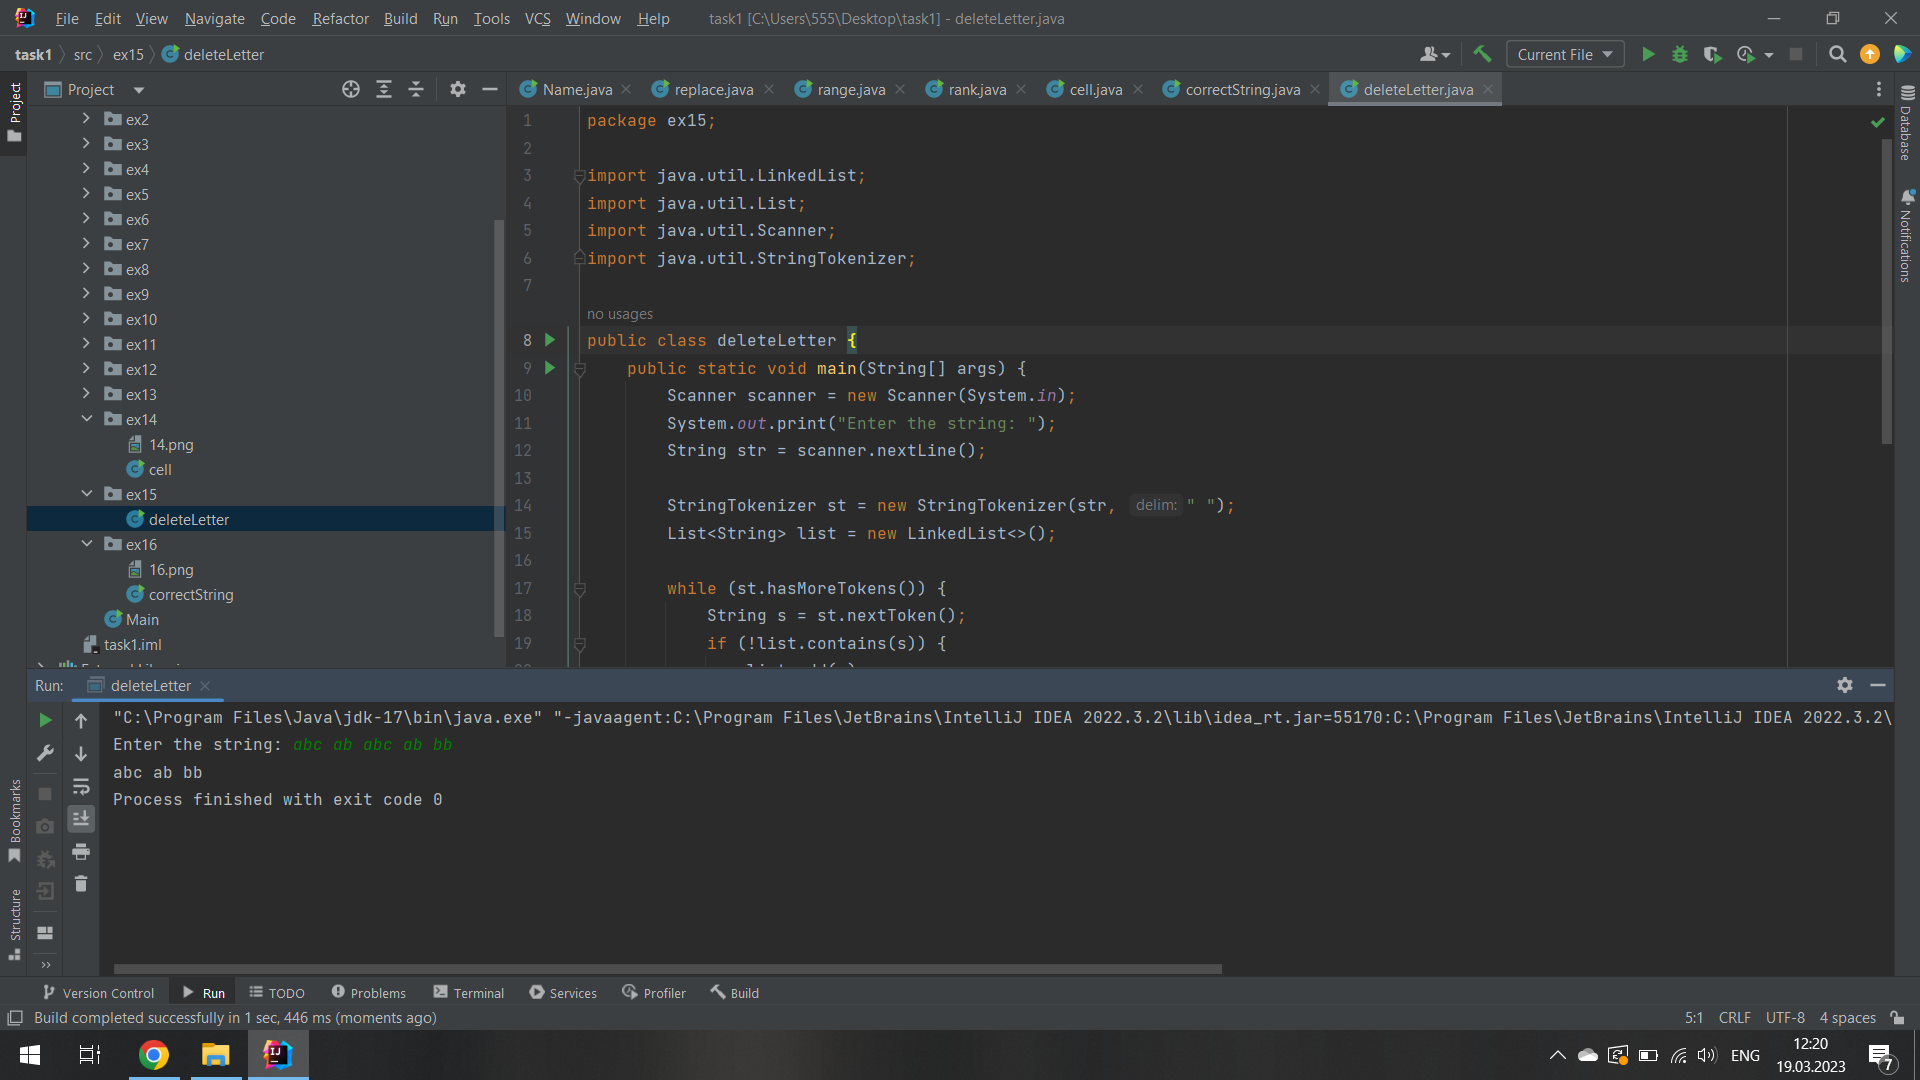 File Edit View Navigate Code Refactor Build Run Tools VCS Window Help task1 [C:\Users\555\Desktop\task1] - deleteLetter.java
task1 src ex15 deleteLetter Current File
Project
Project
Name.java replace.java range.java rank.java cell.java correctString.java deleteLetter.java
ex2
ex3
ex4
ex5
ex6
ex7
ex8
ex9
ex10
ex11
ex12
ex13
ex14
14.png
cell
ex15
deleteLetter
ex16
16.png
correctString
Main
task1.iml
1 package ex15;
2
3 import java.util.LinkedList;
4 import java.util.List;
5 import java.util.Scanner;
6 import java.util.StringTokenizer;
7
no usages
8 public class deleteLetter {
9 public static void main(String[] args) {
10 Scanner scanner = new Scanner(System.in);
11 System.out.print("Enter the string: ");
12 String str = scanner.nextLine();
13
14 StringTokenizer st = new StringTokenizer(str, delim: " ");
15 List<String> list = new LinkedList<>();
16
17 while (st.hasMoreTokens()) {
18 String s = st.nextToken();
19 if (!list.contains(s)) {
Database
Notifications
Run: deleteLetter
"C:\Program Files\Java\jdk-17\bin\java.exe" "-javaagent:C:\Program Files\JetBrains\IntelliJ IDEA 2022.3.2\lib\idea_rt.jar=55170:C:\Program Files\JetBrains\IntelliJ IDEA 2022.3.2\
Enter the string: abc ab abc ab bb
abc ab bb
Process finished with exit code 0
Bookmarks
Structure
Version Control Run TODO Problems Terminal Services Profiler Build
Build completed successfully in 1 sec, 446 ms (moments ago) 5:1 CRLF UTF-8 4 spaces
ENG 12:20
19.03.2023 7